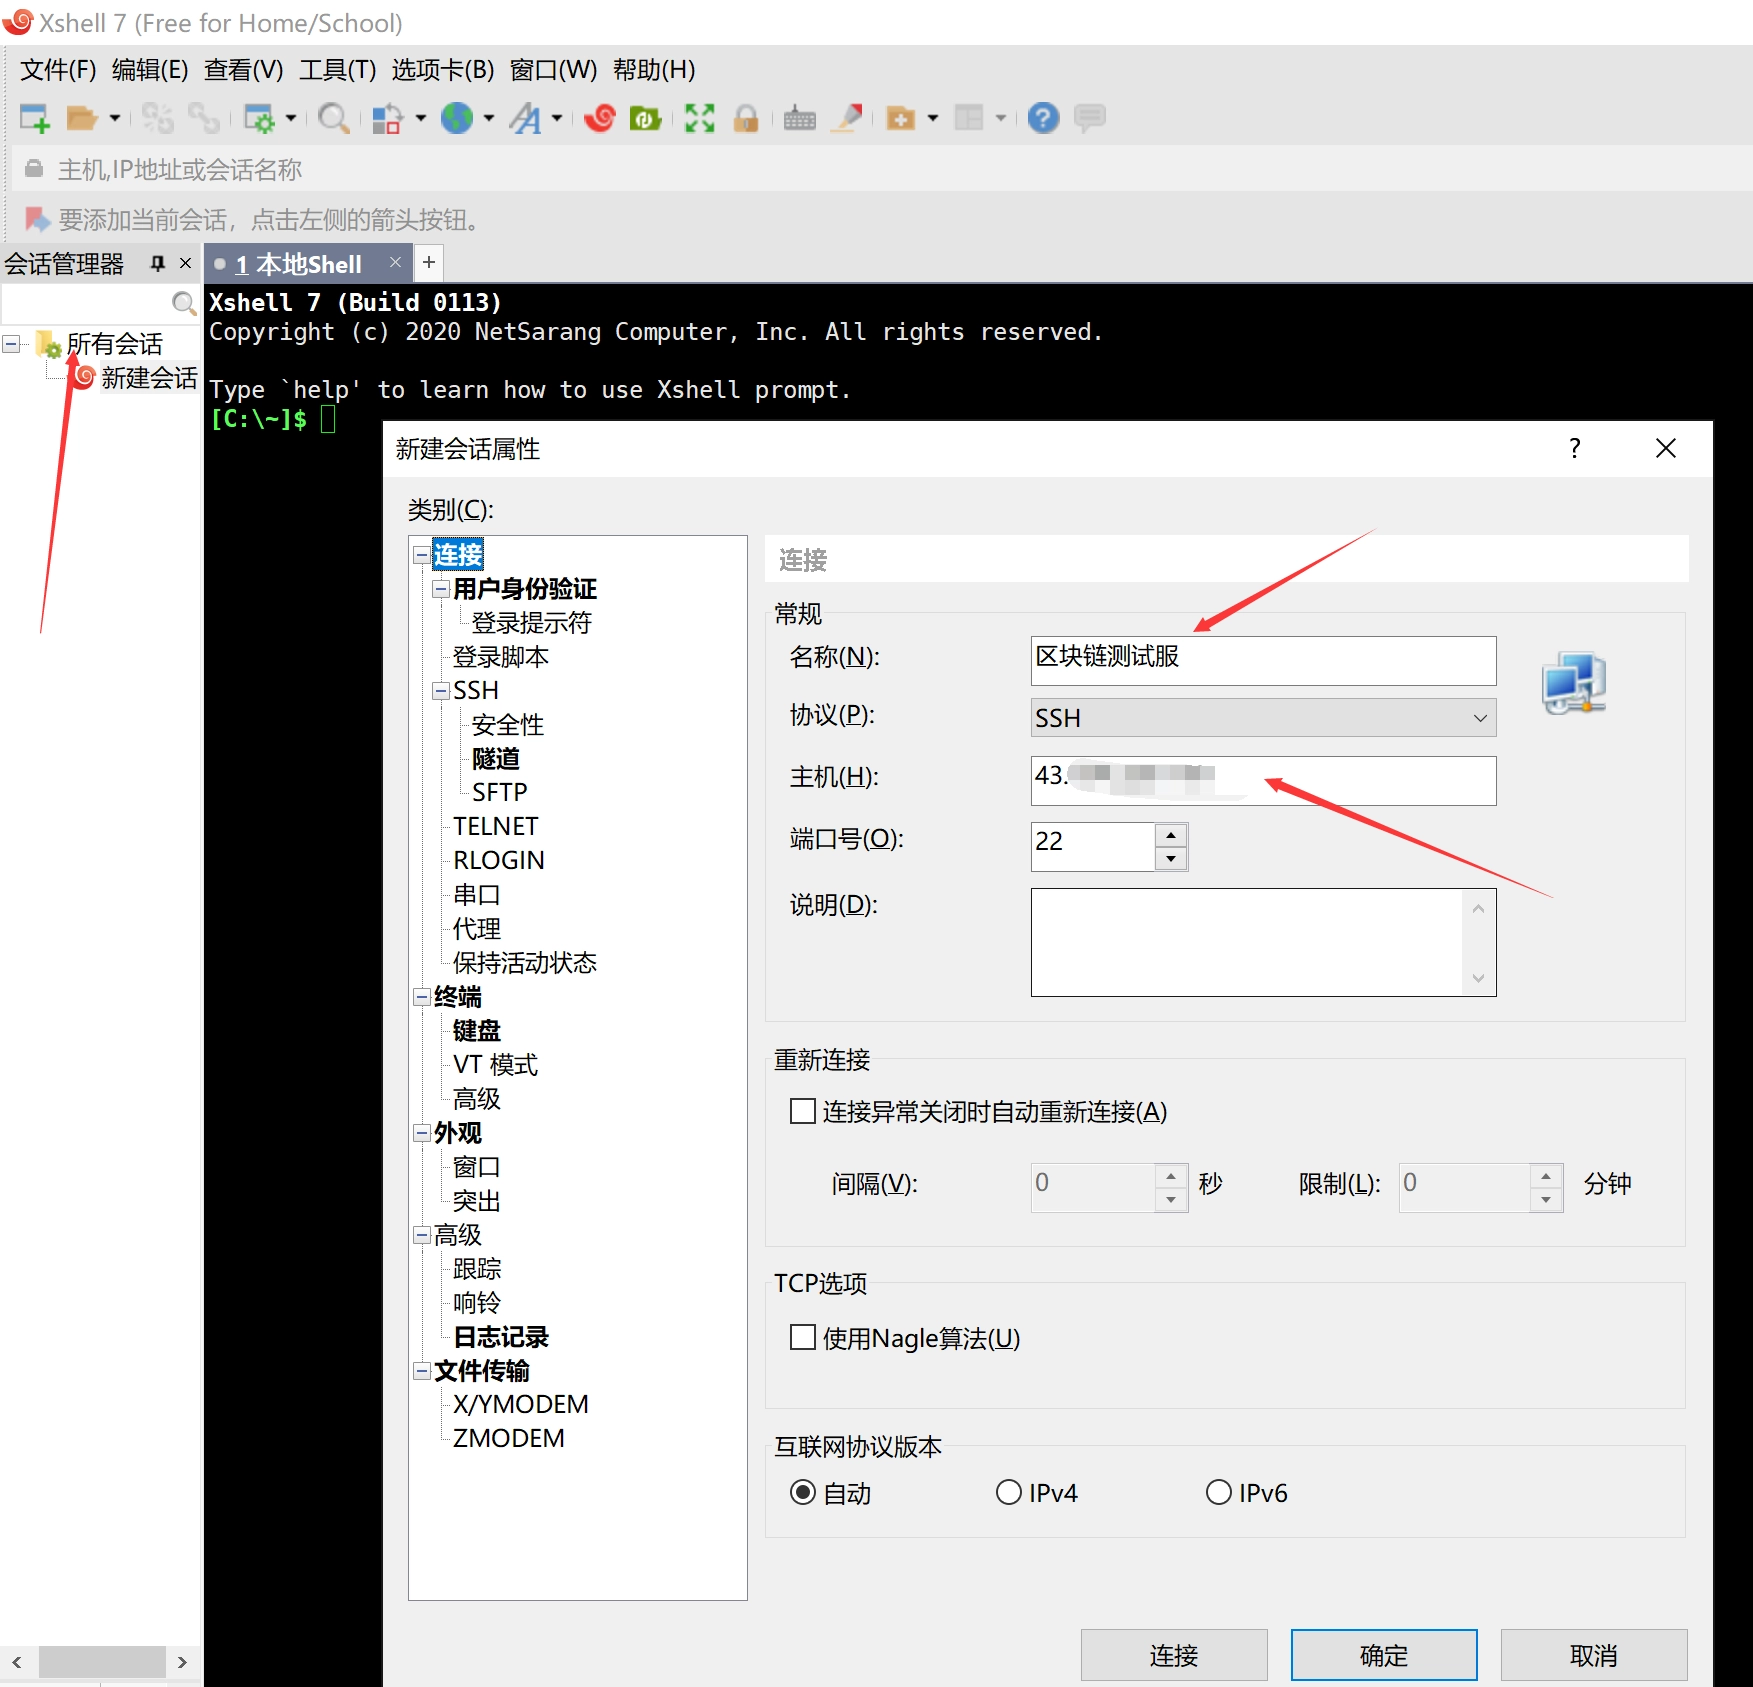 Xshell 7 (Free for Home/School)
文件(F) 编辑(E) 查看(V) 工具(T) 选项卡(B) 窗口(W) 帮助(H)
主机,IP地址或会话名称
要添加当前会话，点击左侧的箭头按钮。
会话管理器
1 本地Shell
所有会话
新建会话
Xshell 7 (Build 0113)
Copyright (c) 2020 NetSarang Computer, Inc. All rights reserved.
Type `help' to learn how to use Xshell prompt.
[C:\~]$
新建会话属性
类别(C):
连接
用户身份验证
登录提示符
登录脚本
SSH
安全性
隧道
SFTP
TELNET
RLOGIN
串口
代理
保持活动状态
终端
键盘
VT 模式
高级
外观
窗口
突出
高级
跟踪
响铃
日志记录
文件传输
X/YMODEM
ZMODEM
连接
常规
名称(N): 区块链测试服
协议(P): SSH
主机(H): 43.
端口号(O): 22
说明(D):
重新连接
连接异常关闭时自动重新连接(A)
间隔(V): 0 秒 限制(L): 0 分钟
TCP选项
使用Nagle算法(U)
互联网协议版本
自动 IPv4 IPv6
连接 确定 取消